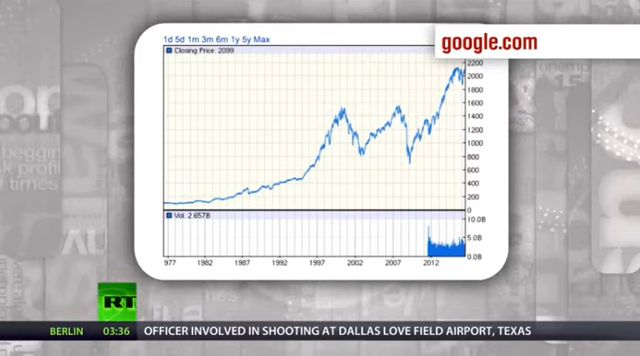 google.com
1d 5d 1m 3m 6m 1y 5y Max
Closing Price: 2099
2200
2000
1800
1600
1400
1200
1000
800
600
400
200
0
Vol: 2.657B
10.0B
5.0B
0.0B
977 1982 1987 1992 1997 2002 2007 2012
RT
BERLIN 03:36 OFFICER INVOLVED IN SHOOTING AT DALLAS LOVE FIELD AIRPORT, TEXAS